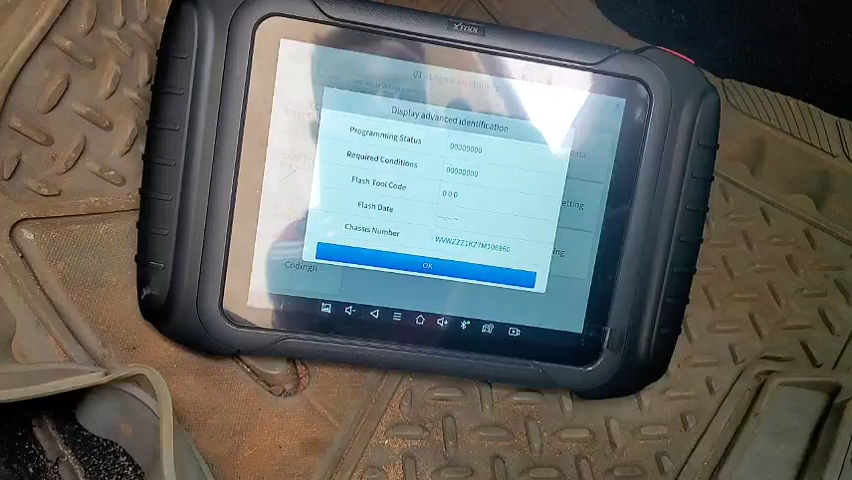 XTOOL
Display advanced identification
Programming Status 00000000
Required Conditions 00000000
Flash Tool Code 0 0 0
Flash Date --.--.--
Chassis Number
OK
Coding